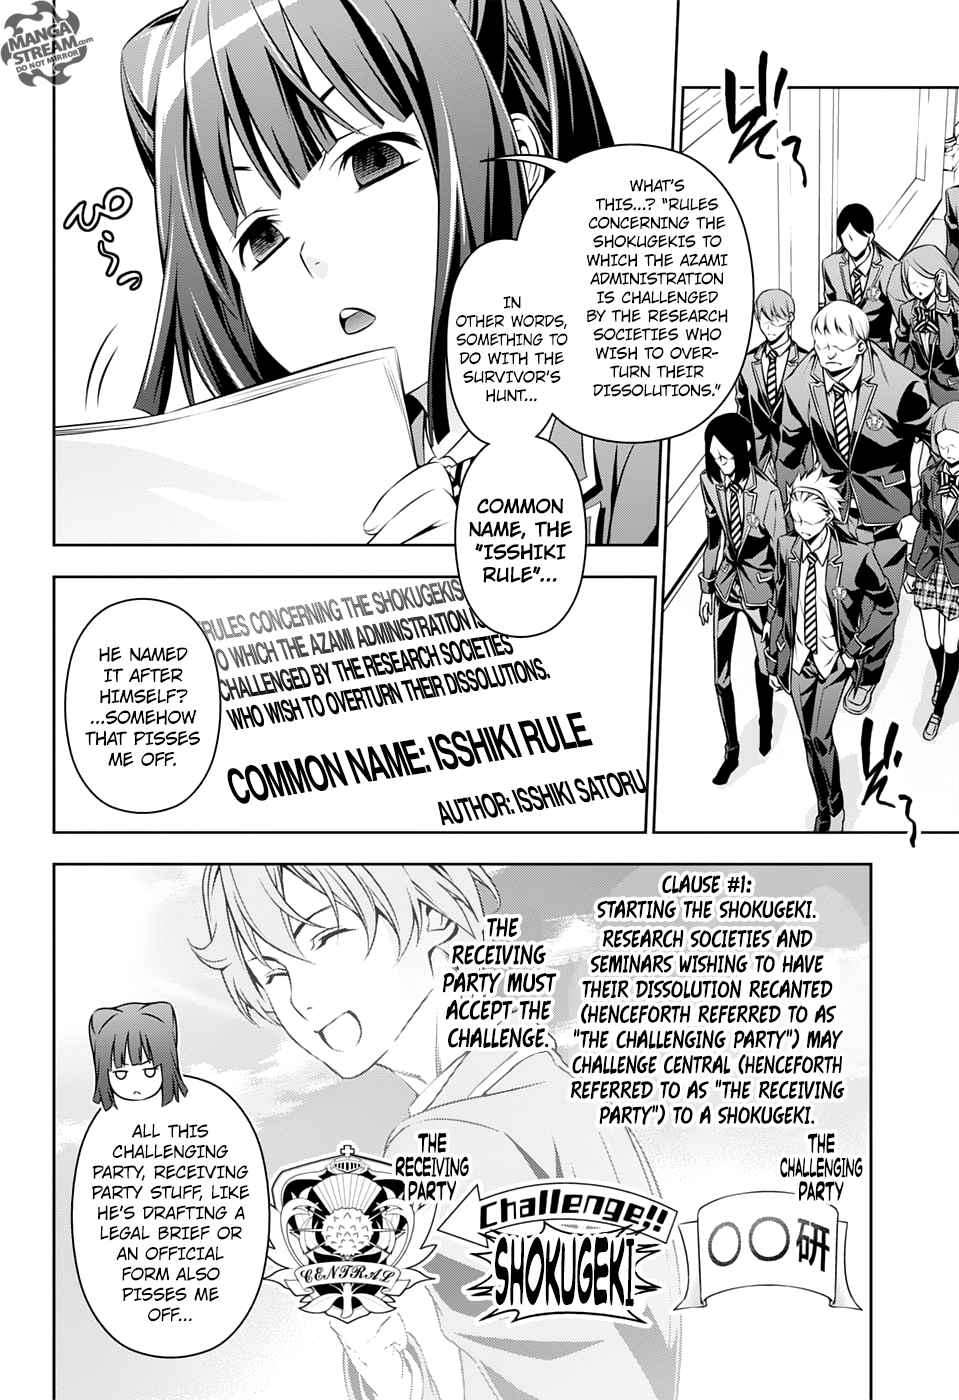 MANGA
STREAM.com
DO NOT MIRROR
WHAT'S
THIS...? "RULES
CONCERNING THE
SHOKUGEKIS TO
WHICH THE AZAMI
ADMINISTRATION
IS CHALLENGED
BY THE RESEARCH
SOCIETIES WHO
WISH TO OVER-
TURN THEIR
DISSOLUTIONS."
IN
OTHER WORDS,
SOMETHING TO
DO WITH THE
SURVIVOR'S
HUNT...
COMMON
NAME, THE
"ISSHIKI
RULE"...
RULES CONCERNING THE SHOKUGEKIS
TO WHICH THE AZAMI ADMINISTRATION IS
CHALLENGED BY THE RESEARCH SOCIETIES
WHO WISH TO OVERTURN THEIR DISSOLUTIONS.
COMMON NAME: ISSHIKI RULE
AUTHOR: ISSHIKI SATORU
HE NAMED
IT AFTER
HIMSELF?
...SOMEHOW
THAT PISSES
ME OFF.
CLAUSE #1:
STARTING THE SHOKUGEKI.
RESEARCH SOCIETIES AND
SEMINARS WISHING TO HAVE
THEIR DISSOLUTION RECANTED
(HENCEFORTH REFERRED TO AS
"THE CHALLENGING PARTY") MAY
CHALLENGE CENTRAL (HENCEFORTH
REFERRED TO AS "THE RECEIVING
PARTY") TO A SHOKUGEKI.
THE
RECEIVING
PARTY MUST
ACCEPT THE
CHALLENGE.
THE
CHALLENGING
PARTY
〇〇研
Challenge!!
SHOKUGEKI
THE
RECEIVING
PARTY
CENTRAL
ALL THIS
CHALLENGING
PARTY, RECEIVING
PARTY STUFF, LIKE
HE'S DRAFTING A
LEGAL BRIEF OR
AN OFFICIAL
FORM ALSO
PISSES ME
OFF...